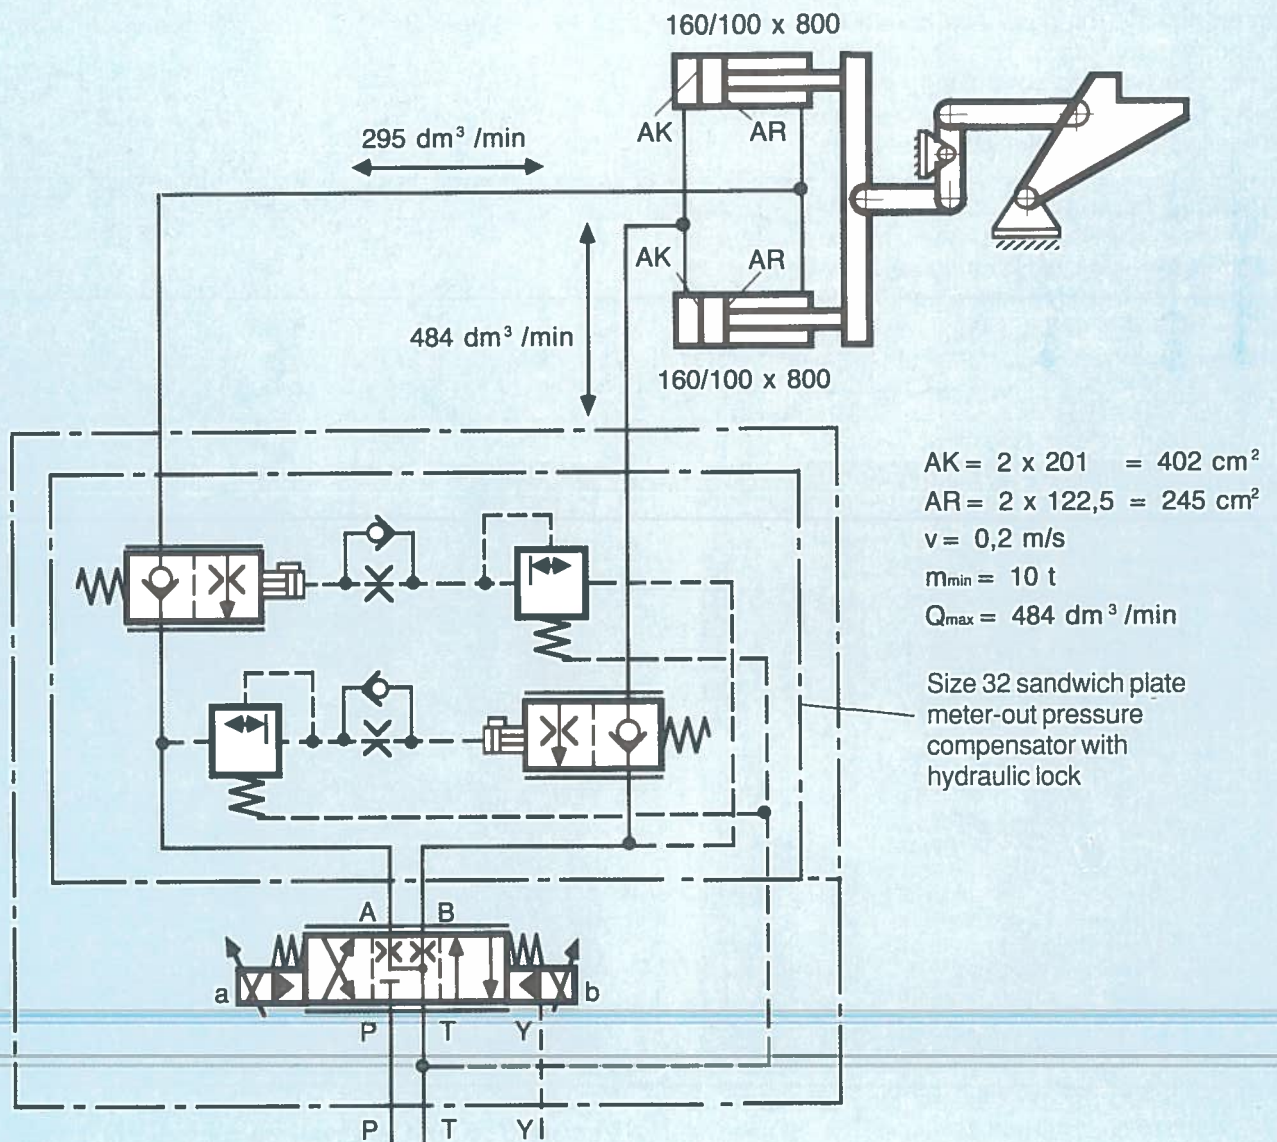 160/100 x 800
AK AR
295 dm³ /min
AK AR
484 dm³ /min
160/100 x 800
AK = 2 x 201 = 402 cm²
AR = 2 x 122,5 = 245 cm²
v = 0,2 m/s
mmin = 10 t
Qmax = 484 dm³ /min
Size 32 sandwich plate
meter-out pressure
compensator with
hydraulic lock
A B
a b
P T Y
P T Y